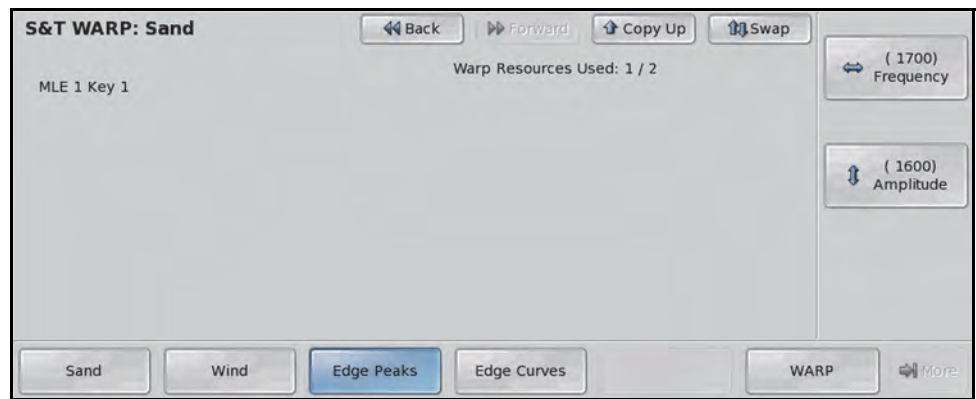 S&T WARP: Sand
Back
Forward
Copy Up
Swap
Warp Resources Used: 1 / 2
MLE 1 Key 1
( 1700)
Frequency
( 1600)
Amplitude
Sand
Wind
Edge Peaks
Edge Curves
WARP
More